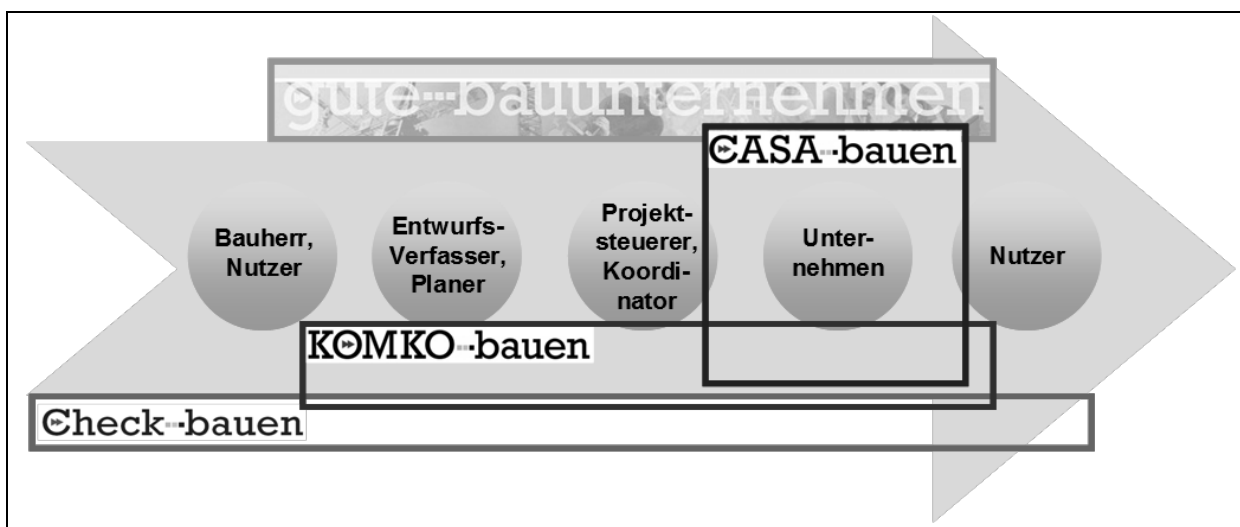 gute---bauunternehmen
CASA---bauen
Bauherr,
Nutzer
Entwurfs-
Verfasser,
Planer
Projekt-
steuerer,
Koordi-
nator
Unter-
nehmen
Nutzer
KOMKO---bauen
Check---bauen